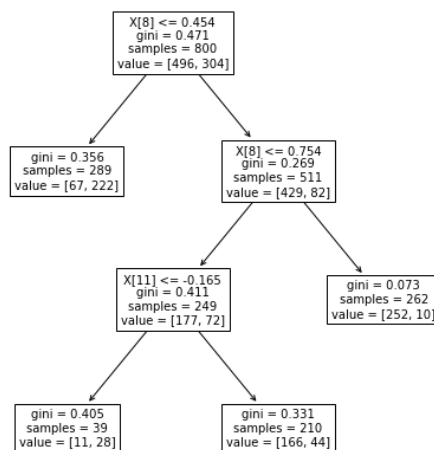 X[8] <= 0.454
gini = 0.471
samples = 800
value = [496, 304]
gini = 0.356
samples = 289
value = [67, 222]
X[8] <= 0.754
gini = 0.269
samples = 511
value = [429, 82]
X[11] <= -0.165
gini = 0.411
samples = 249
value = [177, 72]
gini = 0.073
samples = 262
value = [252, 10]
gini = 0.405
samples = 39
value = [11, 28]
gini = 0.331
samples = 210
value = [166, 44]